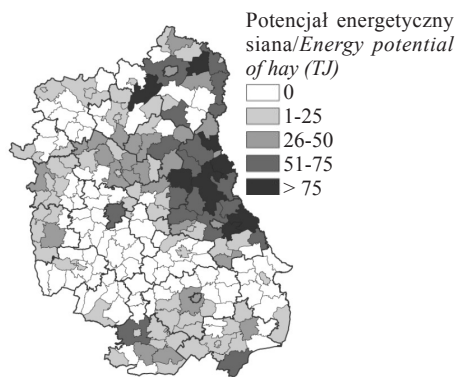 Potencjał energetyczny
siana/Energy potential
of hay (TJ)
0
1-25
26-50
51-75
> 75